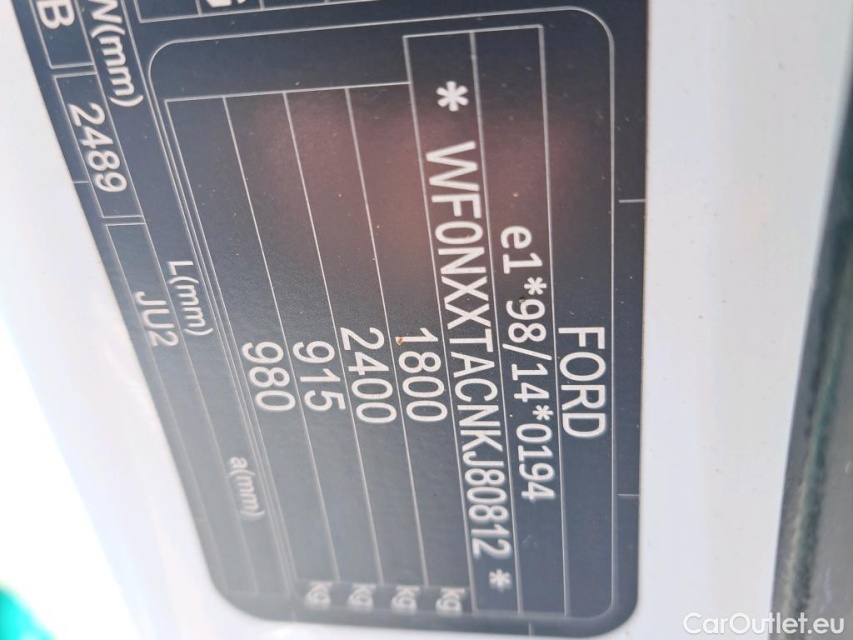 FORD
e1*98/14*0194
* WF0NXXTACNKJ80812 *
1800 kg
2400 kg
915 kg
980 kg
L(mm) a(mm)
W(mm) 2489 JU2
B
CarOutlet.eu